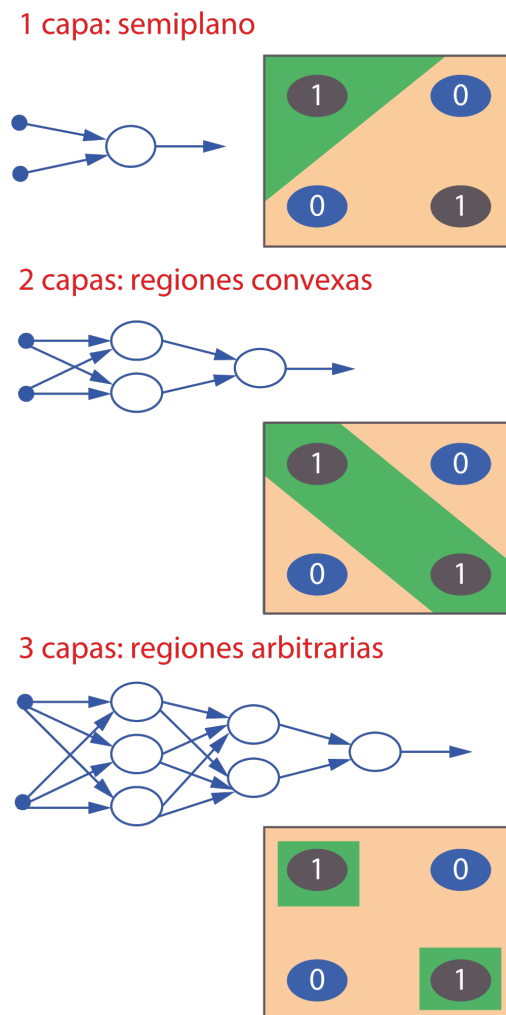 1 capa: semiplano
1 0
0 1
2 capas: regiones convexas
1 0
0 1
3 capas: regiones arbitrarias
1 0
0 1